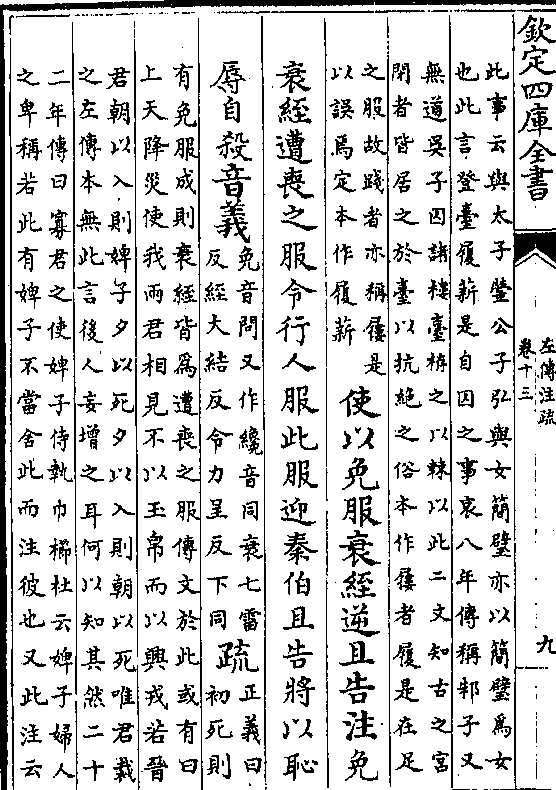 欽定四庫全書
左傳注疏
卷十三
九
此事云與太子罃公子弘與女簡璧亦以簡璧為女
也此言登臺履薪是自囚之事哀八年傳稱邾子又
無道吳子囚諸樓臺栫之以棘以此二文知古之宮
閉者皆居之於臺以抗絕之俗本作屨者履是在足
之服故踐者亦稱屨是
以誤焉定本作履薪
使以免服衰絰逆且告注免
衰絰遭喪之服令行人服此服迎秦伯且告將以恥
辱自殺音義
免音問又作纔音同衰七雷
反絰大結反令力呈反下同
疏
正義曰
初死則
有免服成則衰絰皆為遭喪之服傳文於此或有曰
上天降災使我兩君相見不以玉帛而以興戎若晉
君朝以入則婢子夕以死夕以入則朝以死唯君裁
之左傳本無此言後人妄增之耳何以知其然二十
二年傳曰寡君之使婢子侍執巾櫛杜云婢子婦人
之卑稱若此有婢子不當舍此而注彼也又此注云